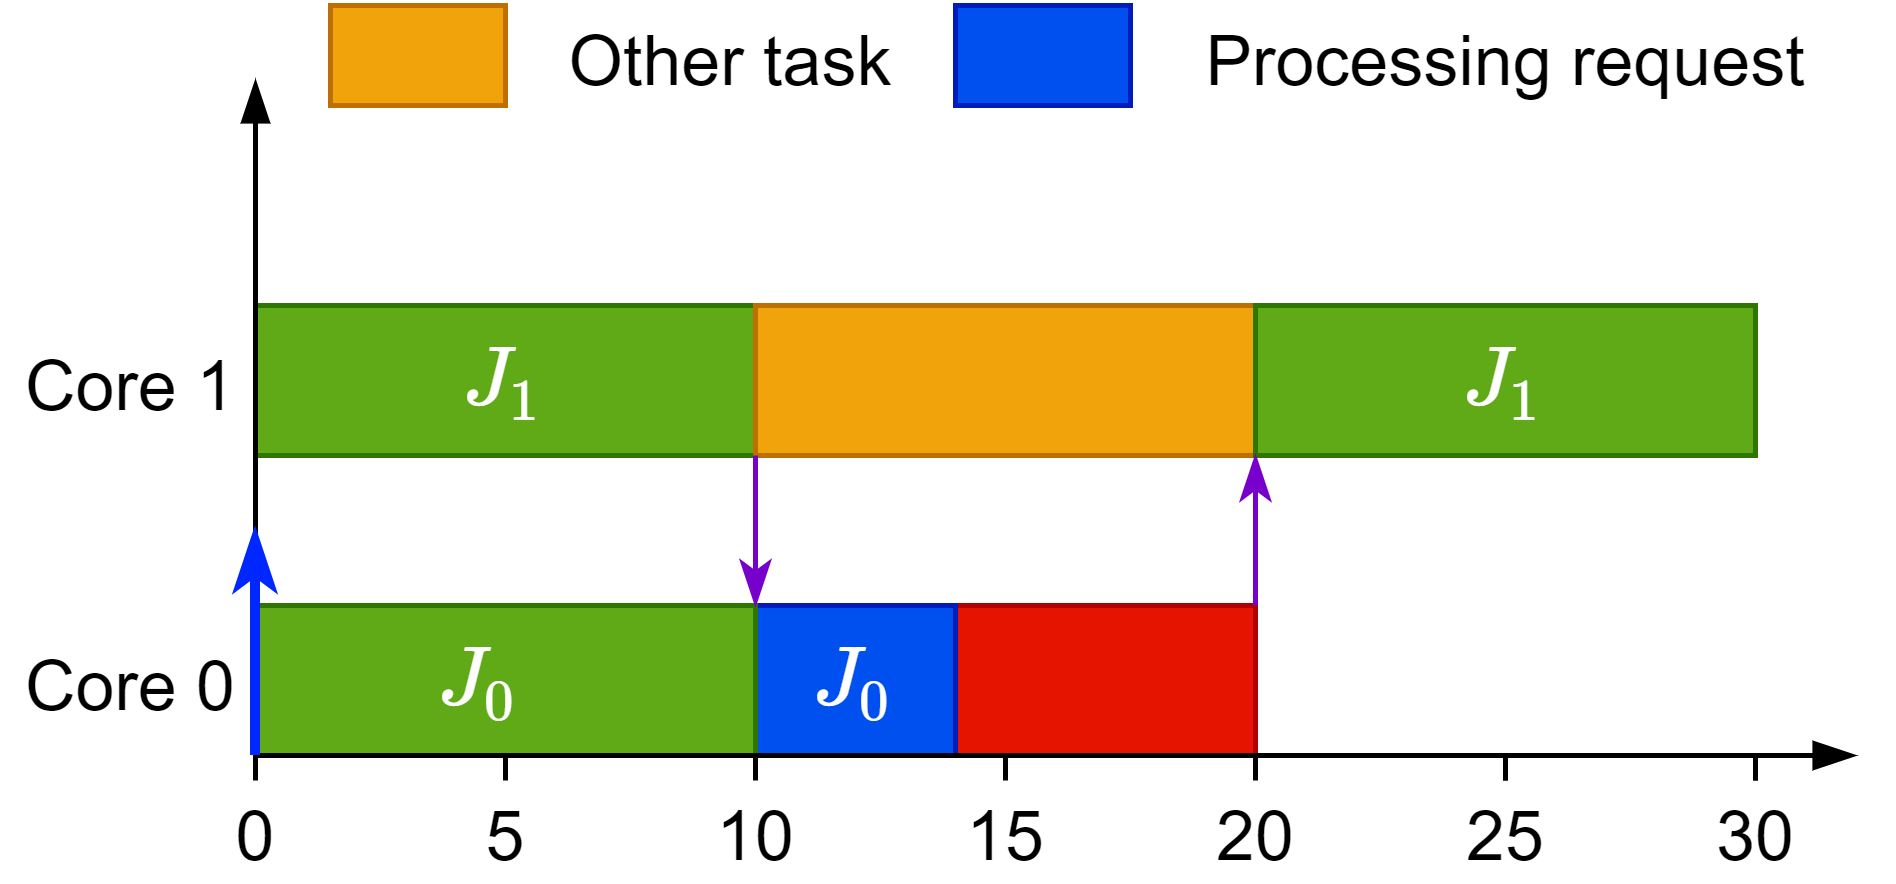 Other task Processing request
Core 1 J₁ J₁
Core 0 J₀ J₀
0 5 10 15 20 25 30